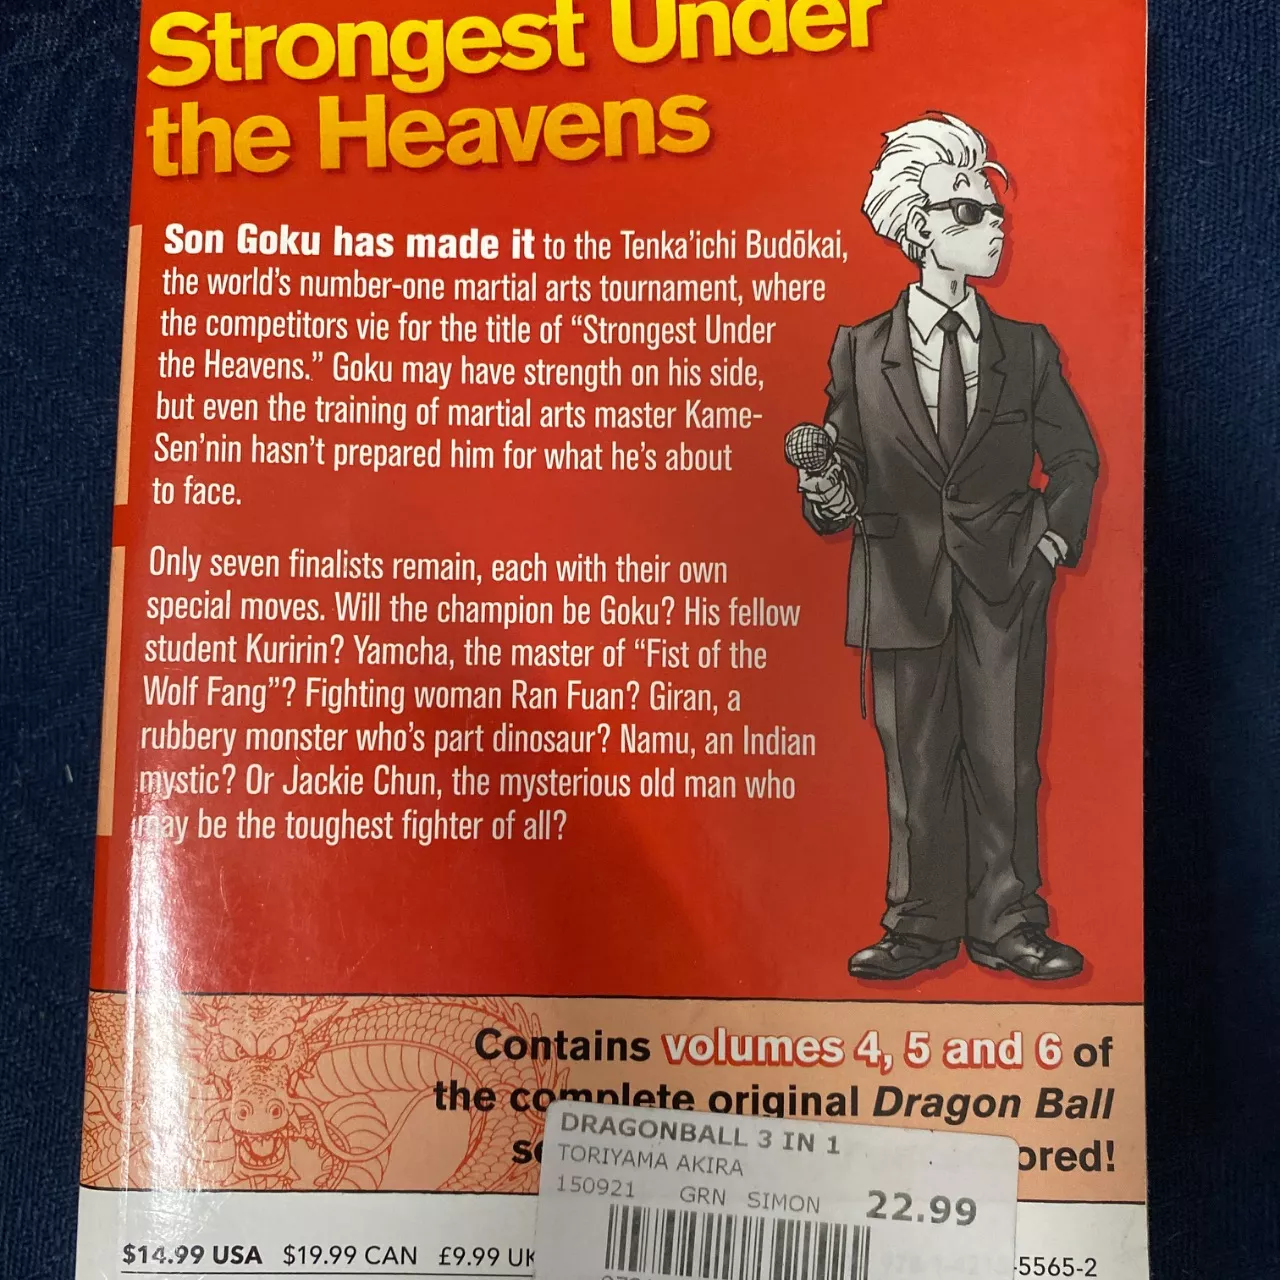 Strongest Under
the Heavens
Son Goku has made it to the Tenka'ichi Budōkai,
the world's number-one martial arts tournament, where
the competitors vie for the title of “Strongest Under
the Heavens.” Goku may have strength on his side,
but even the training of martial arts master Kame-
Sen'nin hasn't prepared him for what he's about
to face.
Only seven finalists remain, each with their own
special moves. Will the champion be Goku? His fellow
student Kuririn? Yamcha, the master of “Fist of the
Wolf Fang”? Fighting woman Ran Fuan? Giran, a
rubbery monster who's part dinosaur? Namu, an Indian
mystic? Or Jackie Chun, the mysterious old man who
may be the toughest fighter of all?
Contains volumes 4, 5 and 6 of
the complete original Dragon Ball
DRAGONBALL 3 IN 1
TORIYAMA AKIRA
150921 GRN SIMON 22.99
$14.99 USA $19.99 CAN £9.99 UK
-5565-2